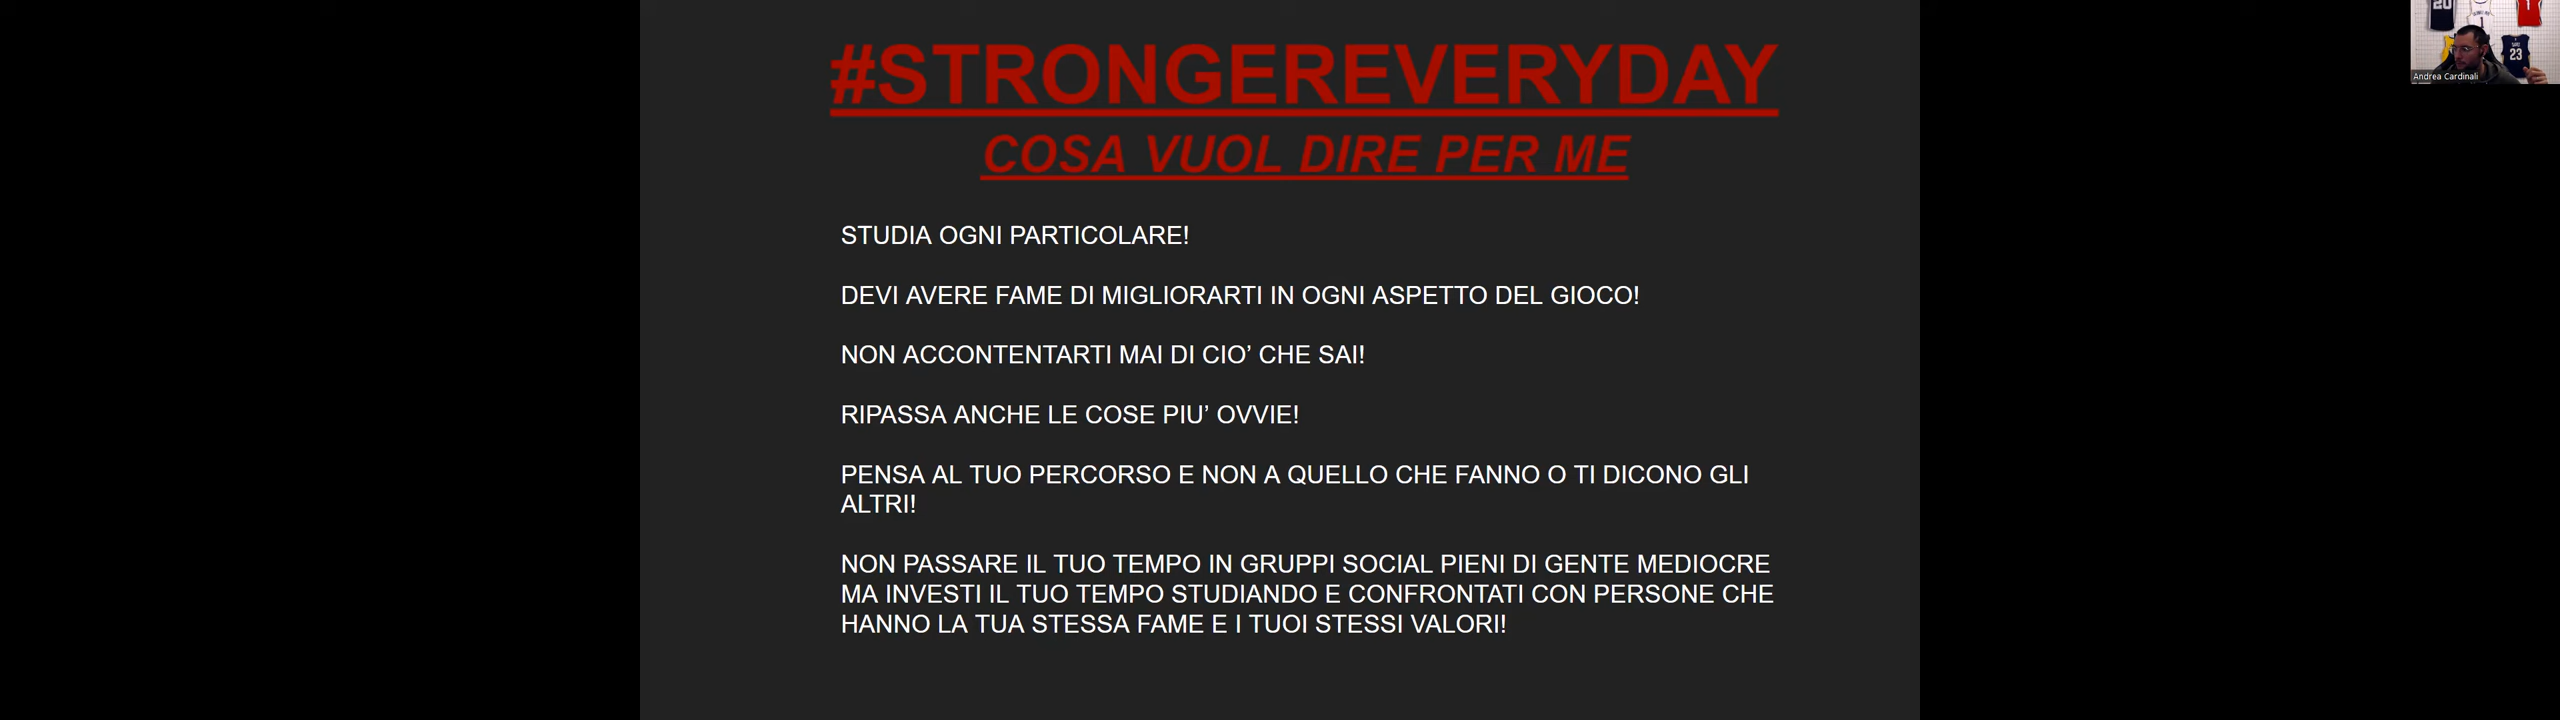 #STRONGEREVERYDAY
COSA VUOL DIRE PER ME
STUDIA OGNI PARTICOLARE!
DEVI AVERE FAME DI MIGLIORARTI IN OGNI ASPETTO DEL GIOCO!
NON ACCONTENTARTI MAI DI CIO’ CHE SAI!
RIPASSA ANCHE LE COSE PIU’ OVVIE!
PENSA AL TUO PERCORSO E NON A QUELLO CHE FANNO O TI DICONO GLI
ALTRI!
NON PASSARE IL TUO TEMPO IN GRUPPI SOCIAL PIENI DI GENTE MEDIOCRE
MA INVESTI IL TUO TEMPO STUDIANDO E CONFRONTATI CON PERSONE CHE
HANNO LA TUA STESSA FAME E I TUOI STESSI VALORI!
20
1
1
23
Andrea Cardinali